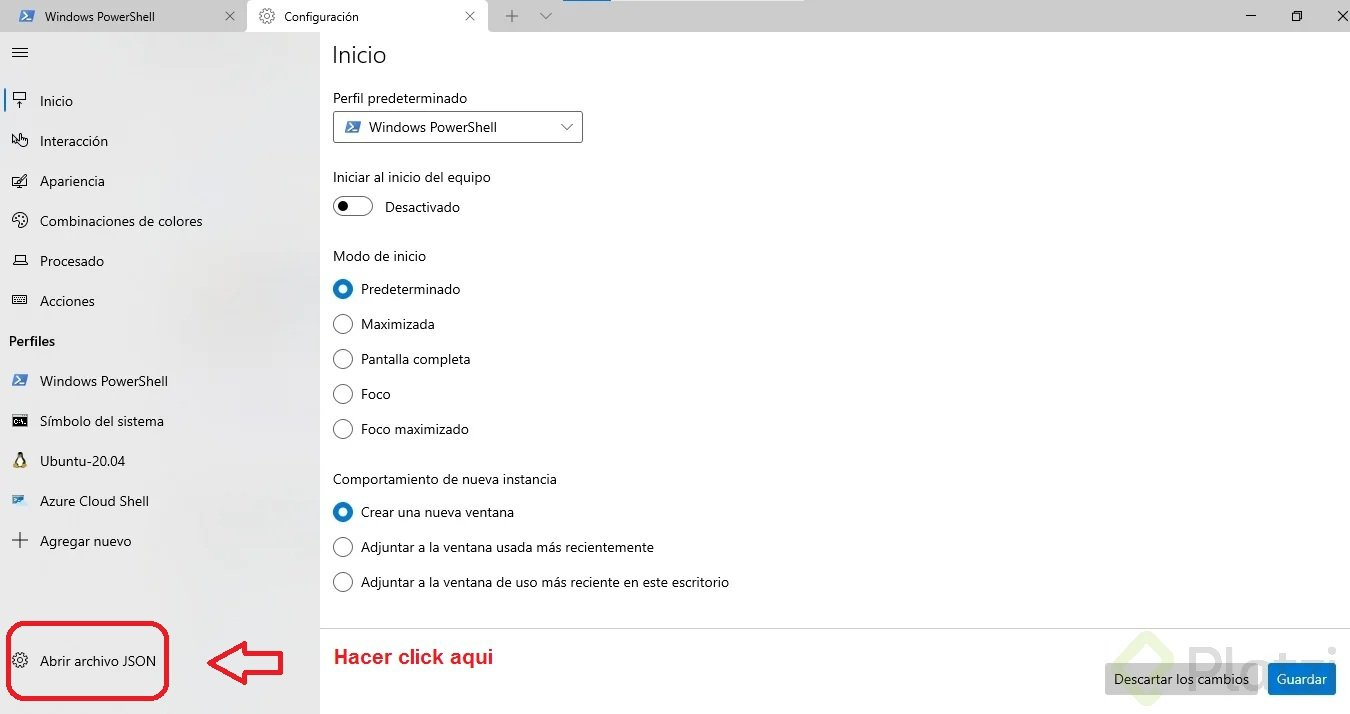 Windows PowerShell
Configuración
Inicio
Interacción
Apariencia
Combinaciones de colores
Procesado
Acciones
Perfiles
Windows PowerShell
Símbolo del sistema
Ubuntu-20.04
Azure Cloud Shell
Agregar nuevo
Abrir archivo JSON
Inicio
Perfil predeterminado
Windows PowerShell
Iniciar al inicio del equipo
Desactivado
Modo de inicio
Predeterminado
Maximizada
Pantalla completa
Foco
Foco maximizado
Comportamiento de nueva instancia
Crear una nueva ventana
Adjuntar a la ventana usada más recientemente
Adjuntar a la ventana de uso más reciente en este escritorio
Hacer click aqui
Platzi
Descartar los cambios
Guardar